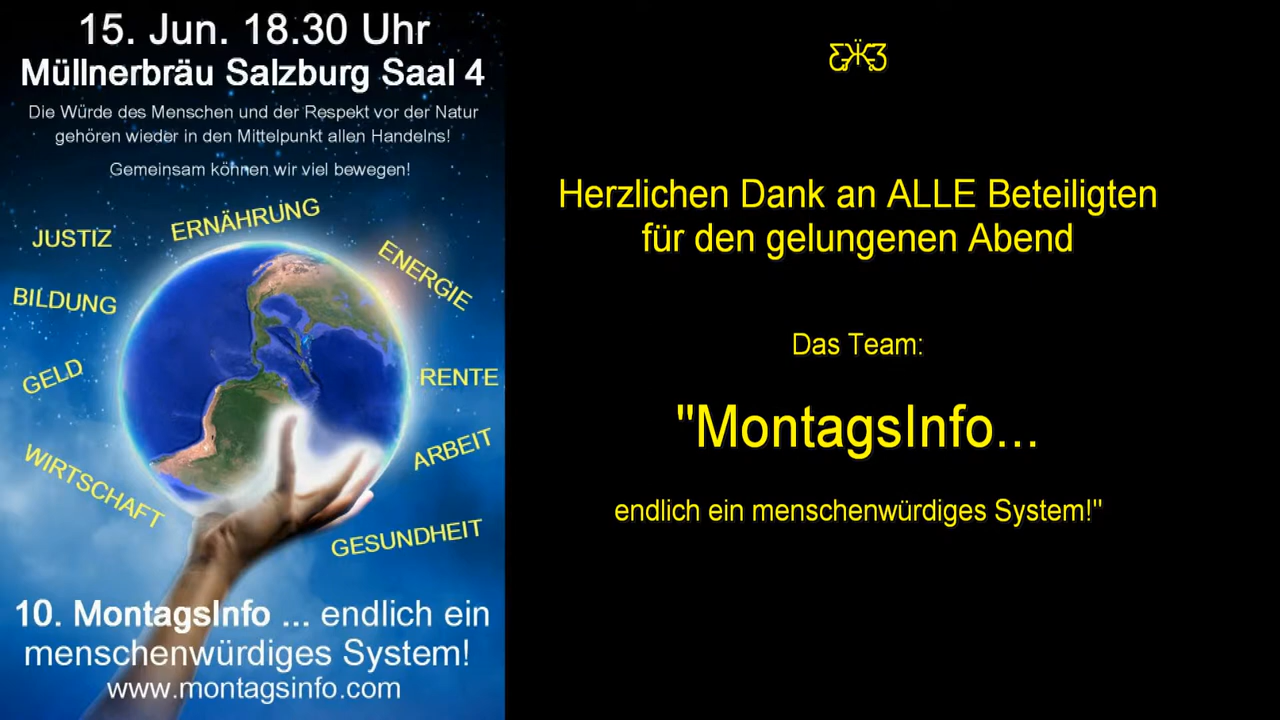 15. Jun. 18.30 Uhr
Müllnerbräu Salzburg Saal 4
Die Würde des Menschen und der Respekt vor der Natur
gehören wieder in den Mittelpunkt allen Handelns!
Gemeinsam können wir viel bewegen!
ERNÄHRUNG
JUSTIZ
ENERGIE
BILDUNG
GELD
RENTE
WIRTSCHAFT
ARBEIT
GESUNDHEIT
10. MontagsInfo ... endlich ein
menschenwürdiges System!
www.montagsinfo.com
Herzlichen Dank an ALLE Beteiligten
für den gelungenen Abend
Das Team:
"MontagsInfo...
endlich ein menschenwürdiges System!"